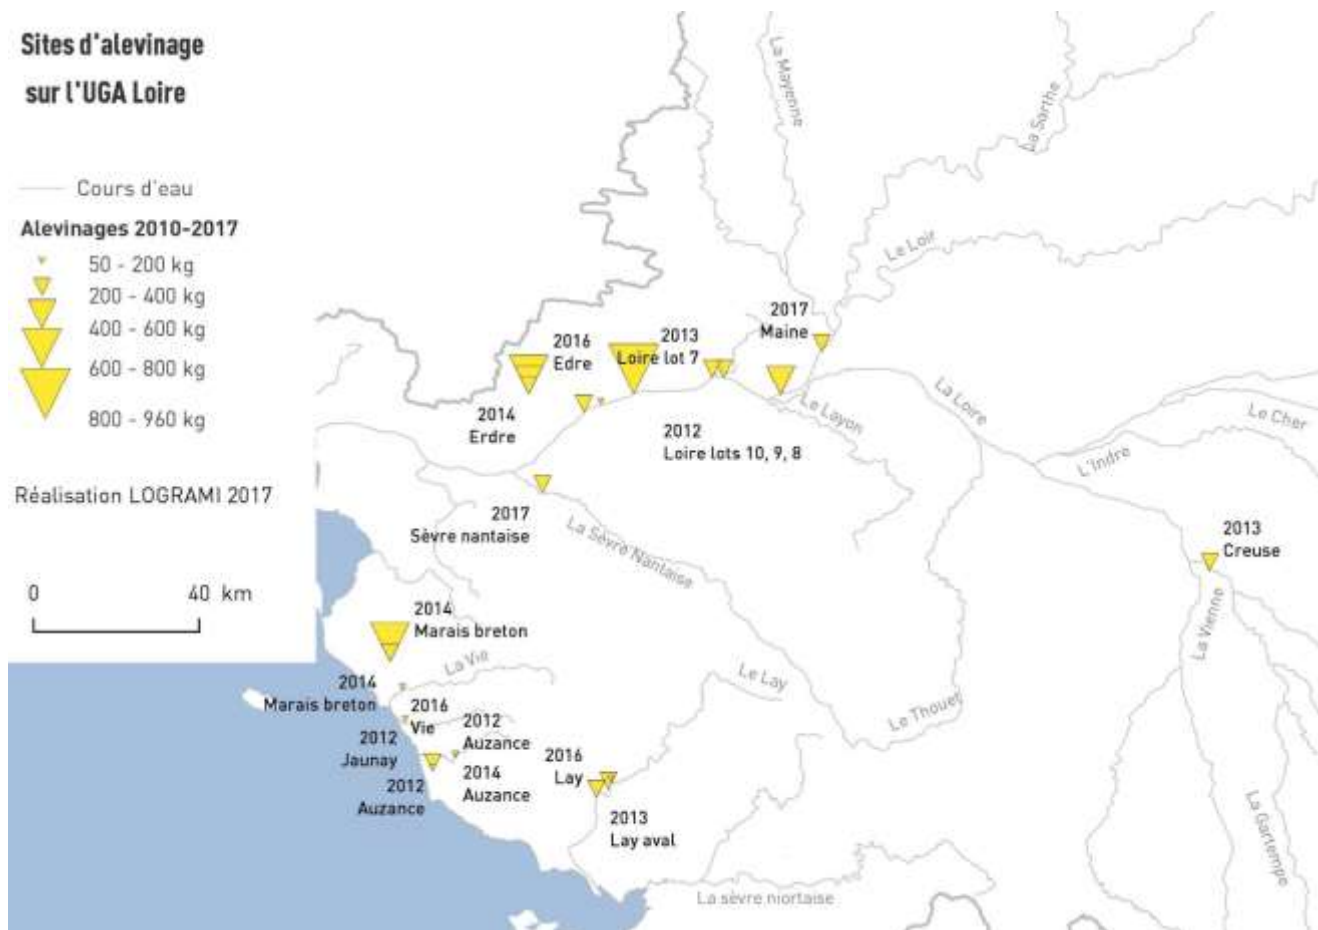 Sites d'alevinage
sur l'UGA Loire
Cours d'eau
Alevinages 2010-2017
50 - 200 kg
200 - 400 kg
400 - 600 kg
600 - 800 kg
800 - 960 kg
Réalisation LOGRAMI 2017
0 40 km
La Mayenne
La Sarthe
Le Loir
2017
Maine
2016
Edre
2013
Loire lot 7
2014
Erdre
2012
Loire lots 10, 9, 8
Le Layon
La Loire
Le Cher
L'Indre
2017
Sèvre nantaise
La Sèvre Nantaise
2013
Creuse
La Vienne
2014
Marais breton
La Vie
2014
Marais breton
2016
Vie
2012
Jaunay
2012
Auzance
2012
Auzance
2014
Auzance
Le Lay
2016
Lay
2013
Lay aval
Le Thouet
La Gartempe
La sèvre niortaise